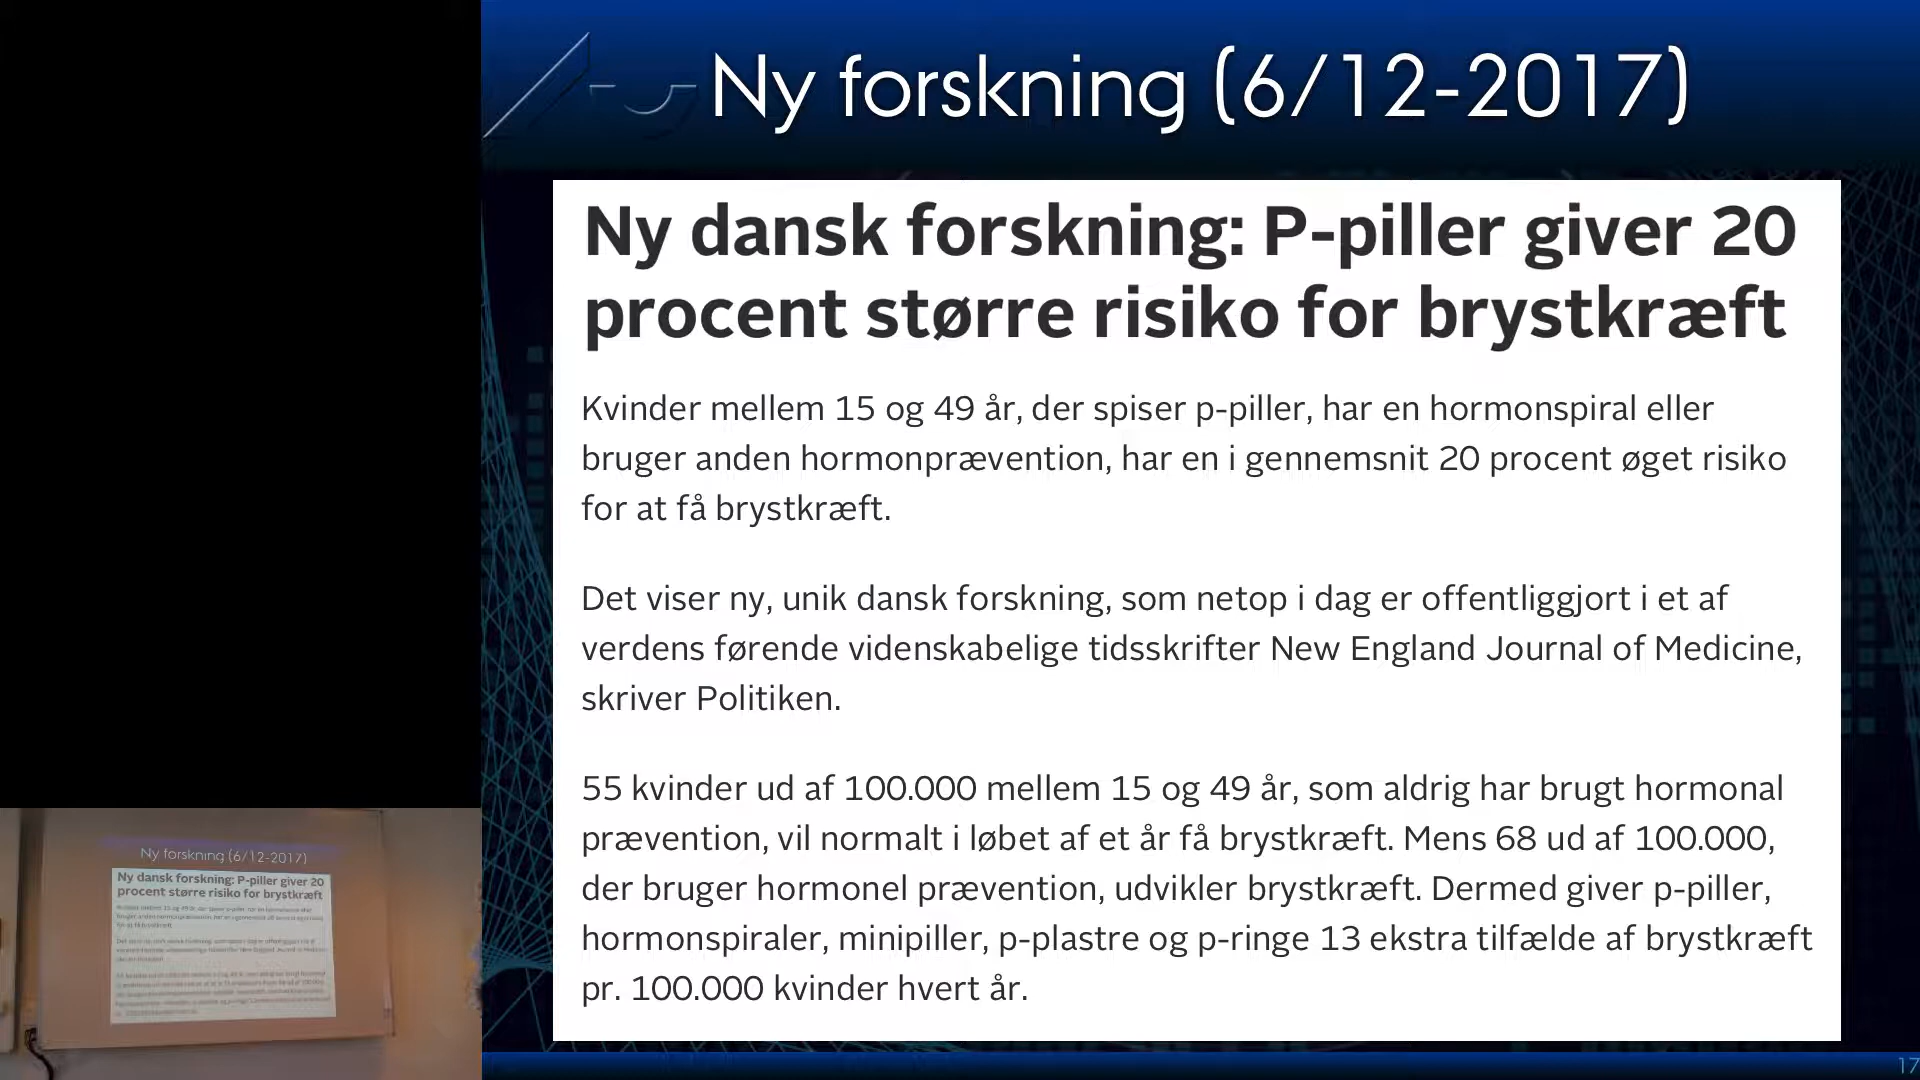 Ny forskning (6/12-2017)
Ny dansk forskning: P-piller giver 20
procent større risiko for brystkræft
Kvinder mellem 15 og 49 år, der spiser p-piller, har en hormonspiral eller
bruger anden hormonprævention, har en i gennemsnit 20 procent øget risiko
for at få brystkræft.
Det viser ny, unik dansk forskning, som netop i dag er offentliggjort i et af
verdens førende videnskabelige tidsskrifter New England Journal of Medicine,
skriver Politiken.
55 kvinder ud af 100.000 mellem 15 og 49 år, som aldrig har brugt hormonal
prævention, vil normalt i løbet af et år få brystkræft. Mens 68 ud af 100.000,
der bruger hormonel prævention, udvikler brystkræft. Dermed giver p-piller,
hormonspiraler, minipiller, p-plastre og p-ringe 13 ekstra tilfælde af brystkræft
pr. 100.000 kvinder hvert år.
17
Ny forskning (6/12-2017)
Ny dansk forskning: P-piller giver 20
procent større risiko for brystkræft